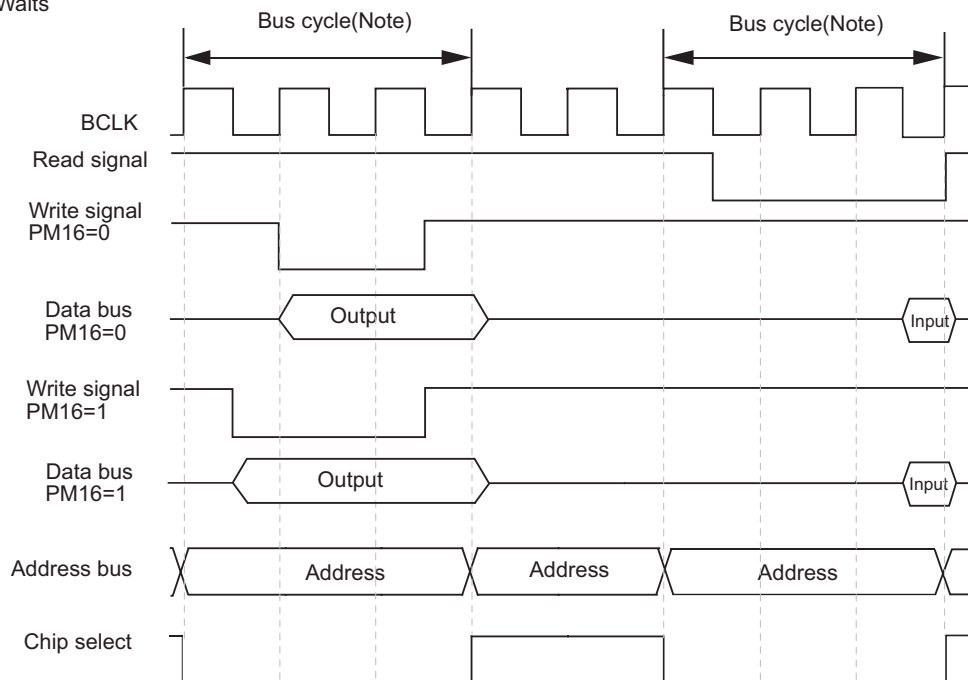 Waits
Bus cycle(Note)
Bus cycle(Note)
BCLK
Read signal
Write signal
PM16=0
Data bus
PM16=0
Output
Input
Write signal
PM16=1
Data bus
PM16=1
Output
Input
Address bus
Address
Address
Address
Chip select